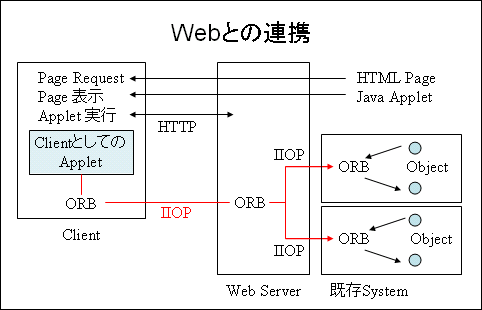 Webとの連携
Page Request
HTML Page
Page 表示
Java Applet
Applet 実行
HTTP
Clientとしての
Applet
ORB
IIOP
ORB
Client
Web Server
IIOP
ORB
Object
IIOP
ORB
Object
既存System